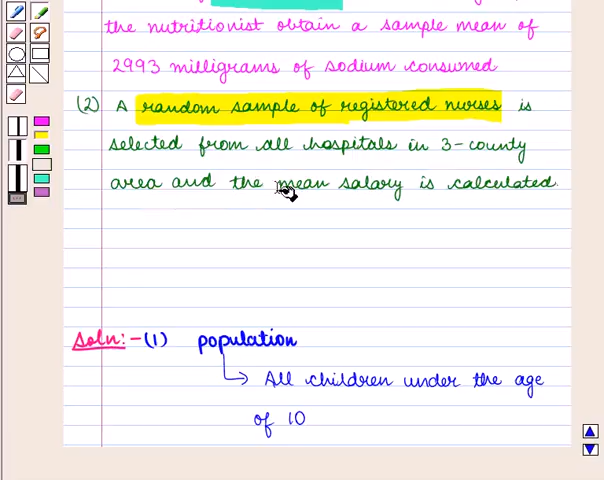 the nutritionist obtain a sample mean of
2993 milligrams of sodium consumed
(2) A random sample of registered nurses is
selected from all hospitals in 3-county
area and the mean salary is calculated.
Soln:- (1) population
All children under the age
of 10